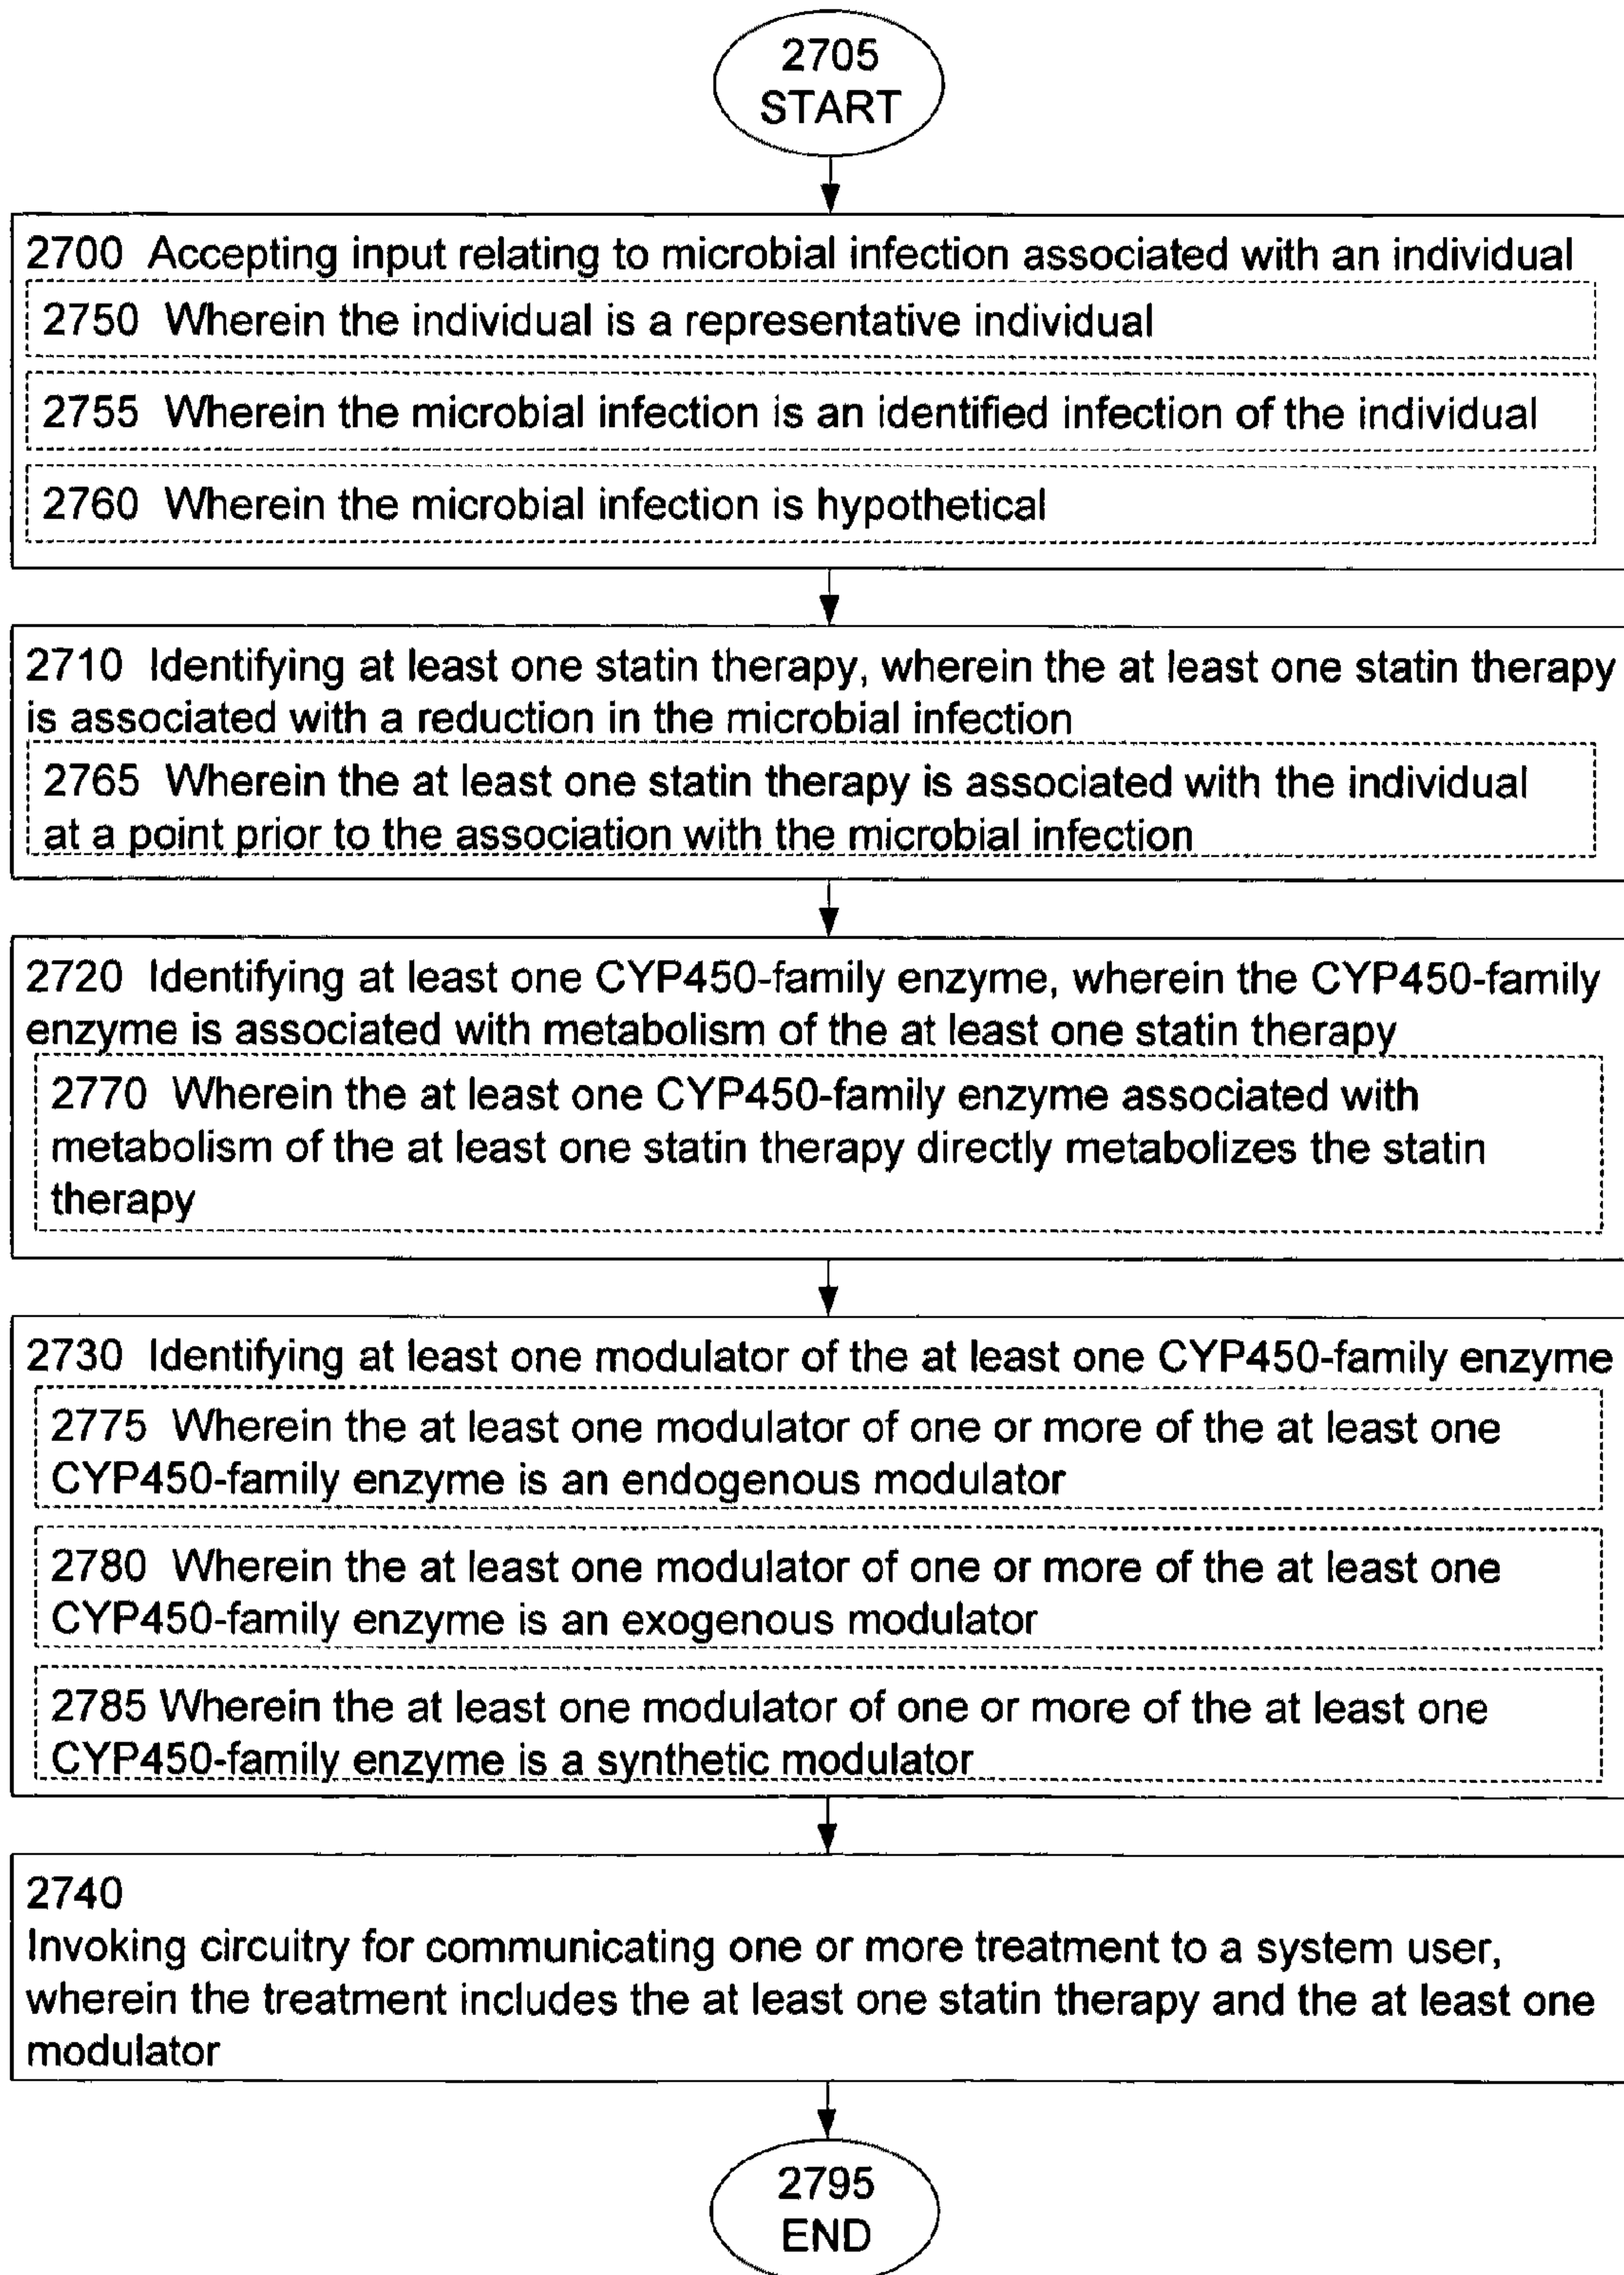 2705
START
2700 Accepting input relating to microbial infection associated with an individual
2750 Wherein the individual is a representative individual
2755 Wherein the microbial infection is an identified infection of the individual
2760 Wherein the microbial infection is hypothetical
2710 Identifying at least one statin therapy, wherein the at least one statin therapy
is associated with a reduction in the microbial infection
2765 Wherein the at least one statin therapy is associated with the individual
at a point prior to the association with the microbial infection
2720 Identifying at least one CYP450-family enzyme, wherein the CYP450-family
enzyme is associated with metabolism of the at least one statin therapy
2770 Wherein the at least one CYP450-family enzyme associated with
metabolism of the at least one statin therapy directly metabolizes the statin
therapy
2730 Identifying at least one modulator of the at least one CYP450-family enzyme
2775 Wherein the at least one modulator of one or more of the at least one
CYP450-family enzyme is an endogenous modulator
2780 Wherein the at least one modulator of one or more of the at least one
CYP450-family enzyme is an exogenous modulator
2785 Wherein the at least one modulator of one or more of the at least one
CYP450-family enzyme is a synthetic modulator
2740
Invoking circuitry for communicating one or more treatment to a system user,
wherein the treatment includes the at least one statin therapy and the at least one
modulator
2795
END